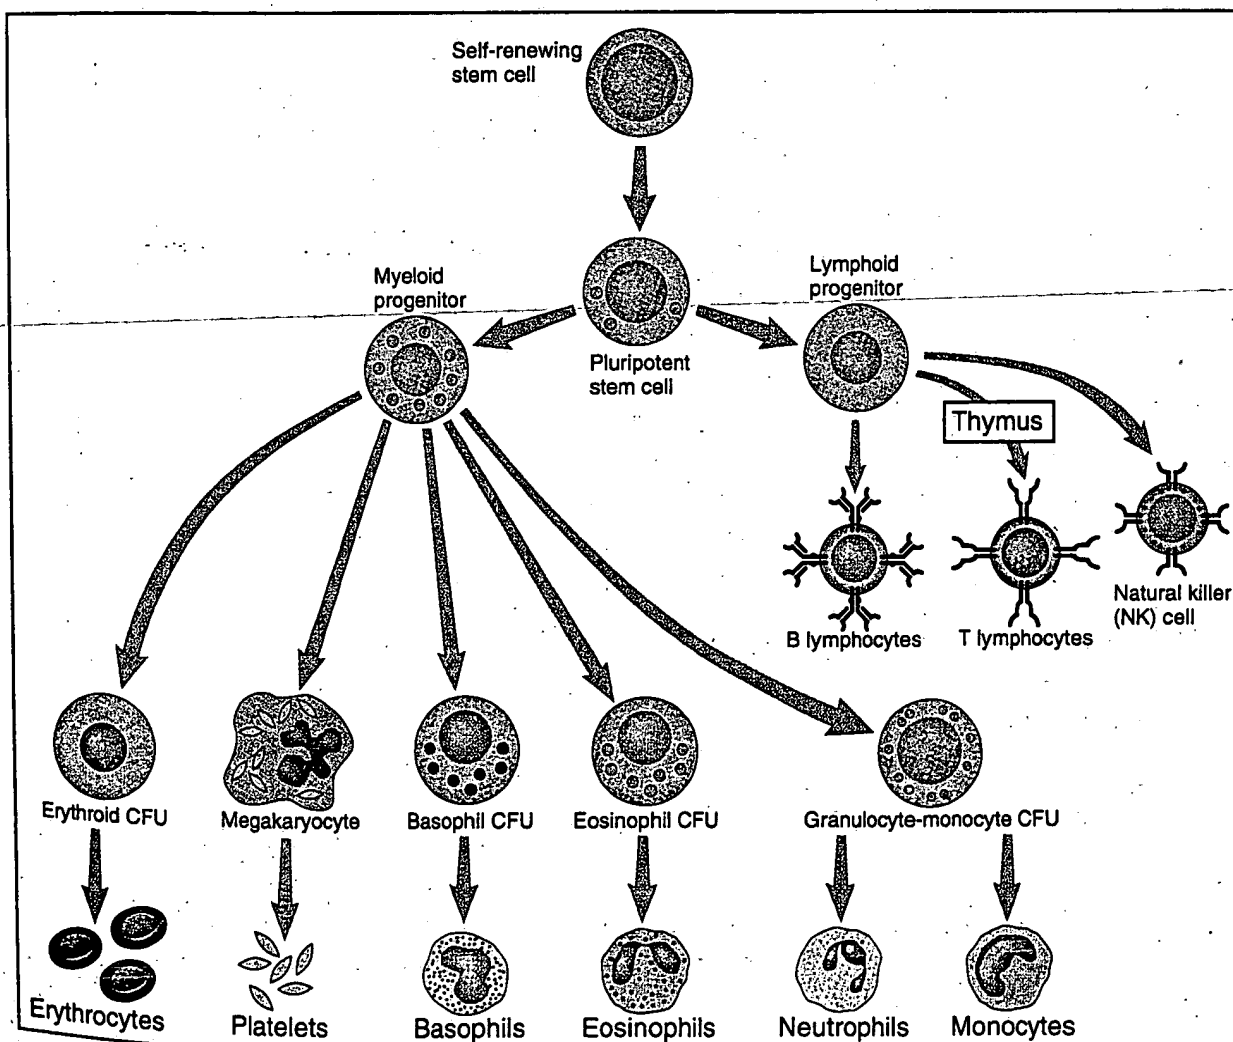 Self-renewing
stem cell
Myeloid
progenitor
Lymphoid
progenitor
Pluripotent
stem cell
Thymus
B lymphocytes
T lymphocytes
Natural killer
(NK) cell
Erythroid CFU
Megakaryocyte
Basophil CFU
Eosinophil CFU
Granulocyte-monocyte CFU
Erythrocytes
Platelets
Basophils
Eosinophils
Neutrophils
Monocytes